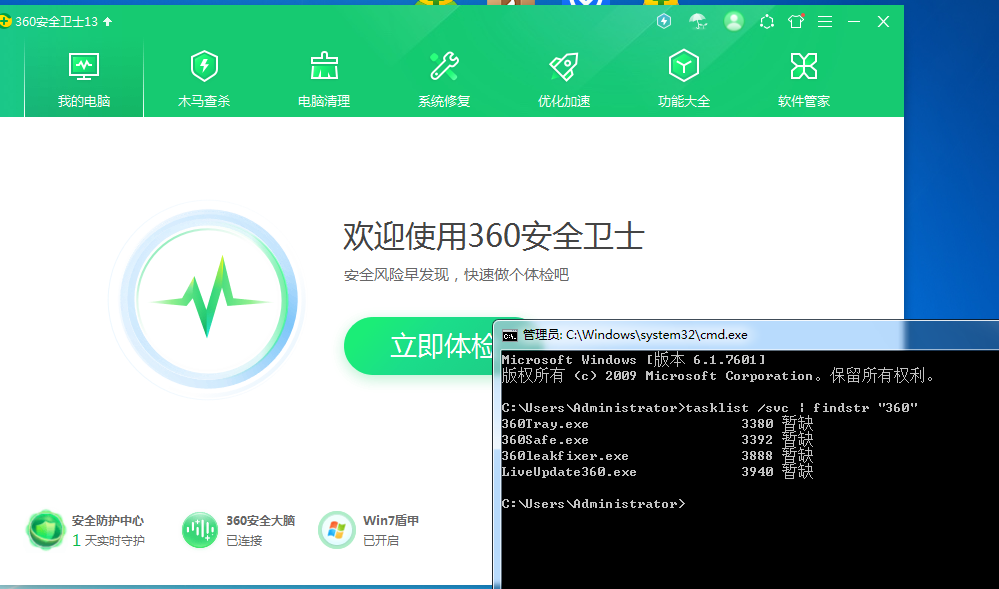 360安全卫士13
我的电脑
木马查杀
电脑清理
系统修复
优化加速
功能大全
软件管家
欢迎使用360安全卫士
安全风险早发现，快速做个体检吧
立即体检
安全防护中心
1 天实时守护
360安全大脑
已连接
Win7盾甲
已开启
管理员: C:\Windows\system32\cmd.exe
Microsoft Windows [版本 6.1.7601]
版权所有 (c) 2009 Microsoft Corporation。保留所有权利。
C:\Users\Administrator>tasklist /svc | findstr "360"
360Tray.exe 3380 暂缺
360Safe.exe 3392 暂缺
360leakfixer.exe 3888 暂缺
LiveUpdate360.exe 3940 暂缺
C:\Users\Administrator>